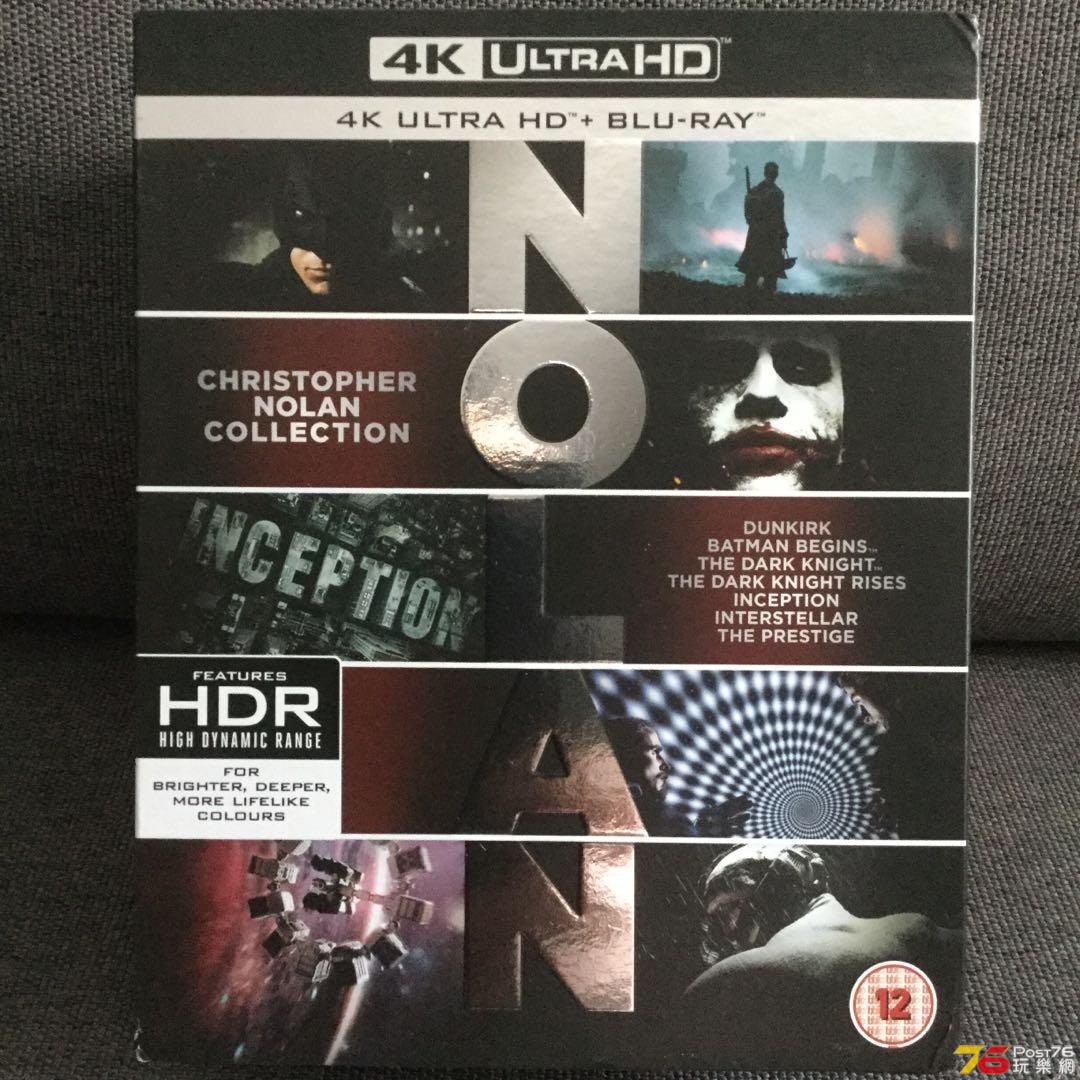 4K ULTRA HD™
4K ULTRA HD™ + BLU-RAY™
N
O
L
A
N
CHRISTOPHER
NOLAN
COLLECTION
INCEPTION
DUNKIRK
BATMAN BEGINS™
THE DARK KNIGHT™
THE DARK KNIGHT RISES
INCEPTION
INTERSTELLAR
THE PRESTIGE
FEATURES
HDR
HIGH DYNAMIC RANGE
FOR
BRIGHTER, DEEPER,
MORE LIFELIKE
COLOURS
12
76 Post76
玩樂網